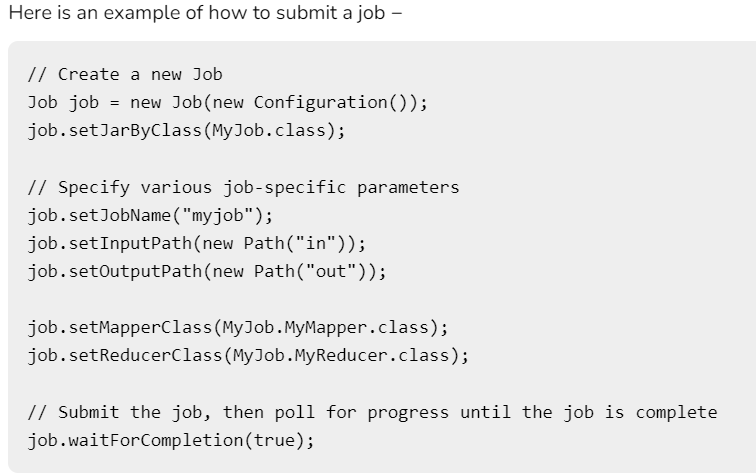 Here is an example of how to submit a job –
// Create a new Job
Job job = new Job(new Configuration());
job.setJarByClass(MyJob.class);
// Specify various job-specific parameters
job.setJobName("myjob");
job.setInputPath(new Path("in"));
job.setOutputPath(new Path("out"));
job.setMapperClass(MyJob.MyMapper.class);
job.setReducerClass(MyJob.MyReducer.class);
// Submit the job, then poll for progress until the job is complete
job.waitForCompletion(true);